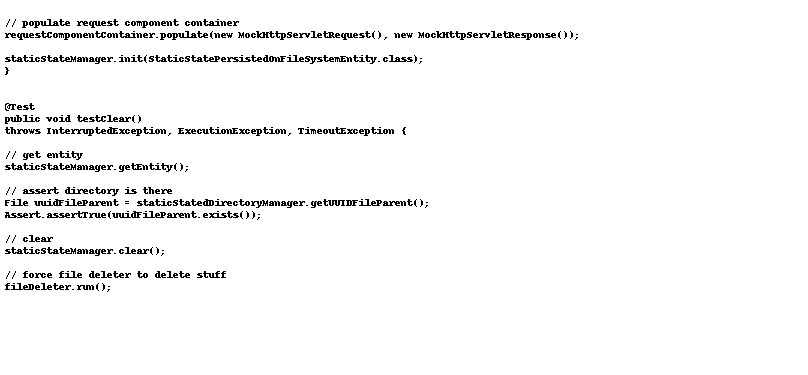 // populate request component container
requestComponentContainer.populate(new MockHttpServletRequest(), new MockHttpServletResponse());
staticStateManager.init(StaticStatePersistedOnFileSystemEntity.class);
}
@Test
public void testClear()
throws InterruptedException, ExecutionException, TimeoutException {
// get entity
staticStateManager.getEntity();
// assert directory is there
File uuidFileParent = staticStatedDirectoryManager.getUUIDFileParent();
Assert.assertTrue(uuidFileParent.exists());
// clear
staticStateManager.clear();
// force file deleter to delete stuff
fileDeleter.run();